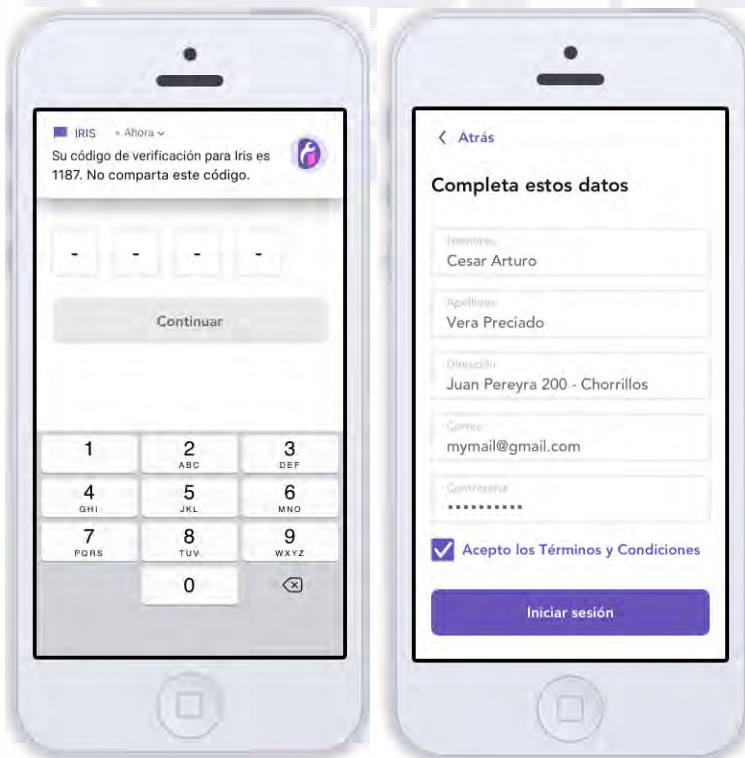 IRIS • Ahora
Su código de verificación para Iris es
1187. No comparta este código.
- - - -
Continuar
1 2 3
ABC DEF
4 5 6
GHI JKL MNO
7 8 9
PQRS TUV WXYZ
0
Atrás
Completa estos datos
Nombres
Cesar Arturo
Apellidos
Vera Preciado
Dirección
Juan Pereyra 200 - Chorrillos
Correo
mymail@gmail.com
Contraseña
••••••••••
Acepto los Términos y Condiciones
Iniciar sesión